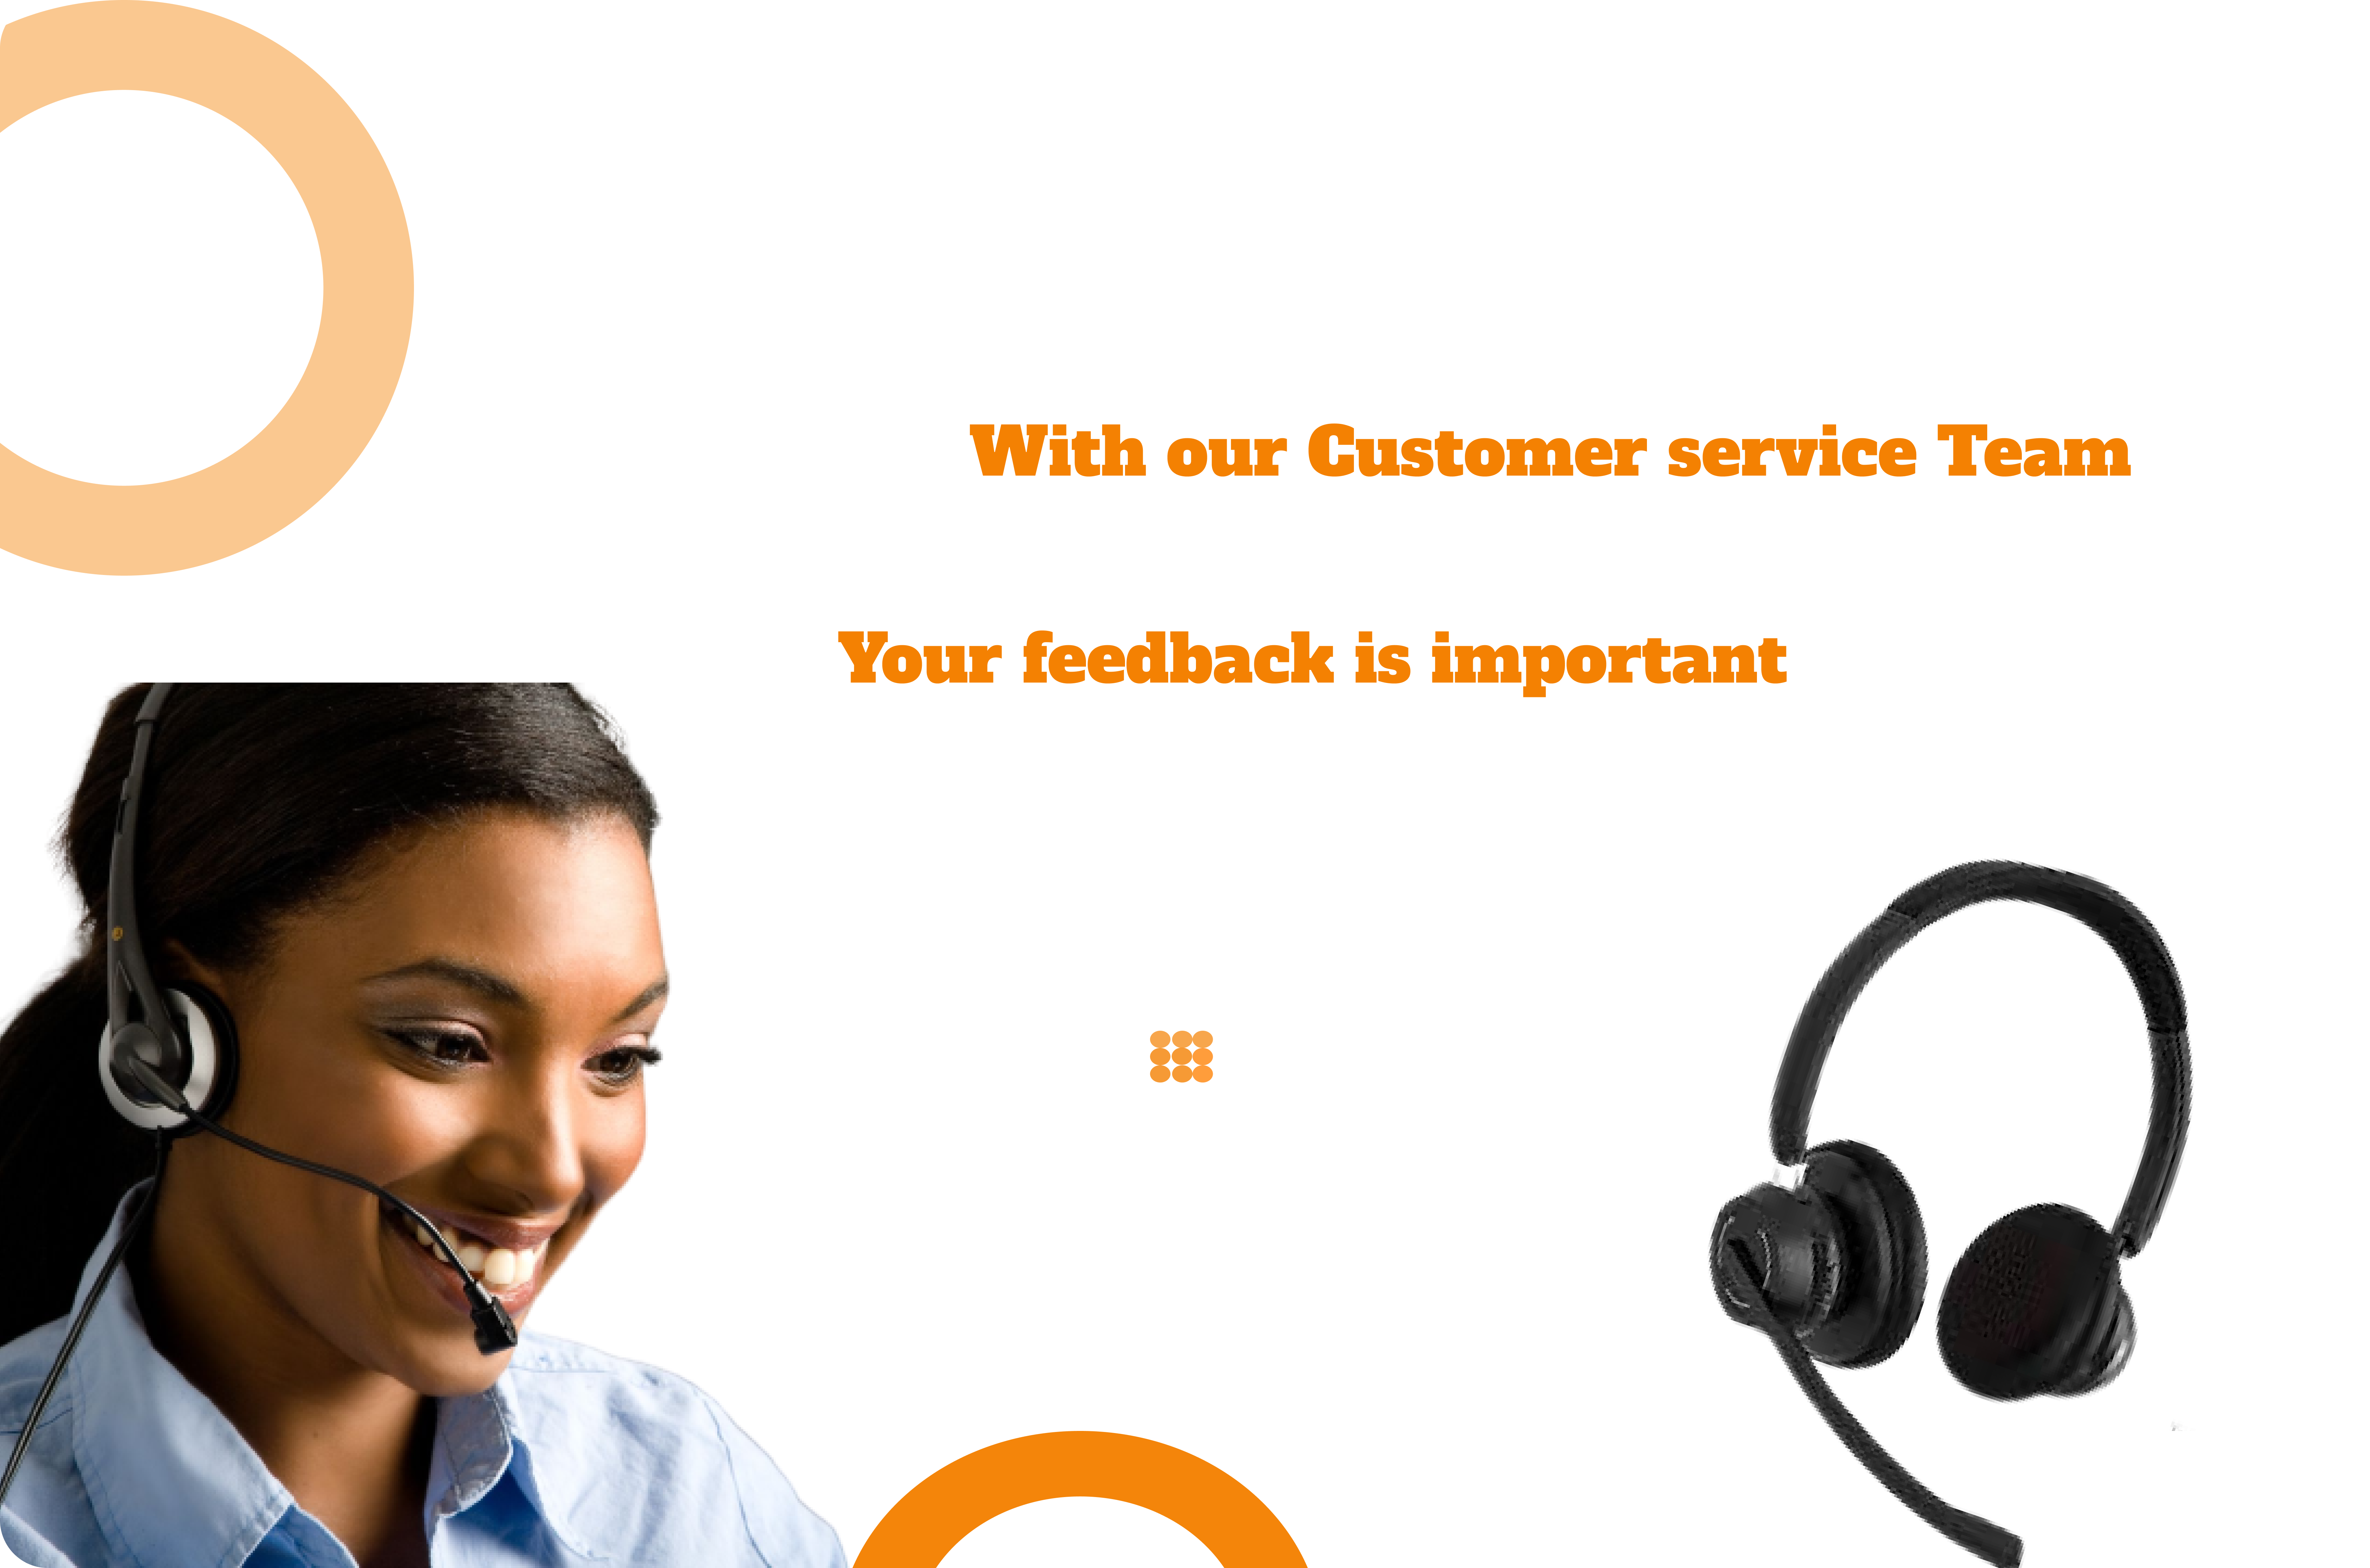 With our Customer service Team
Your feedback is important